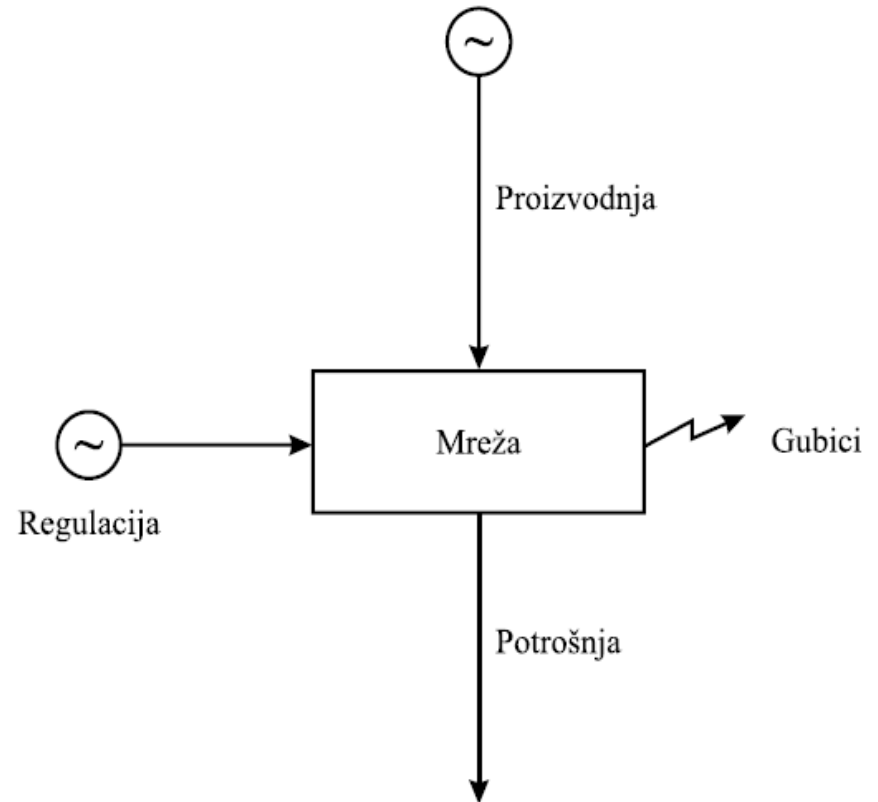 ~
Proizvodnja
~
Mreža
Gubici
Regulacija
Potrošnja